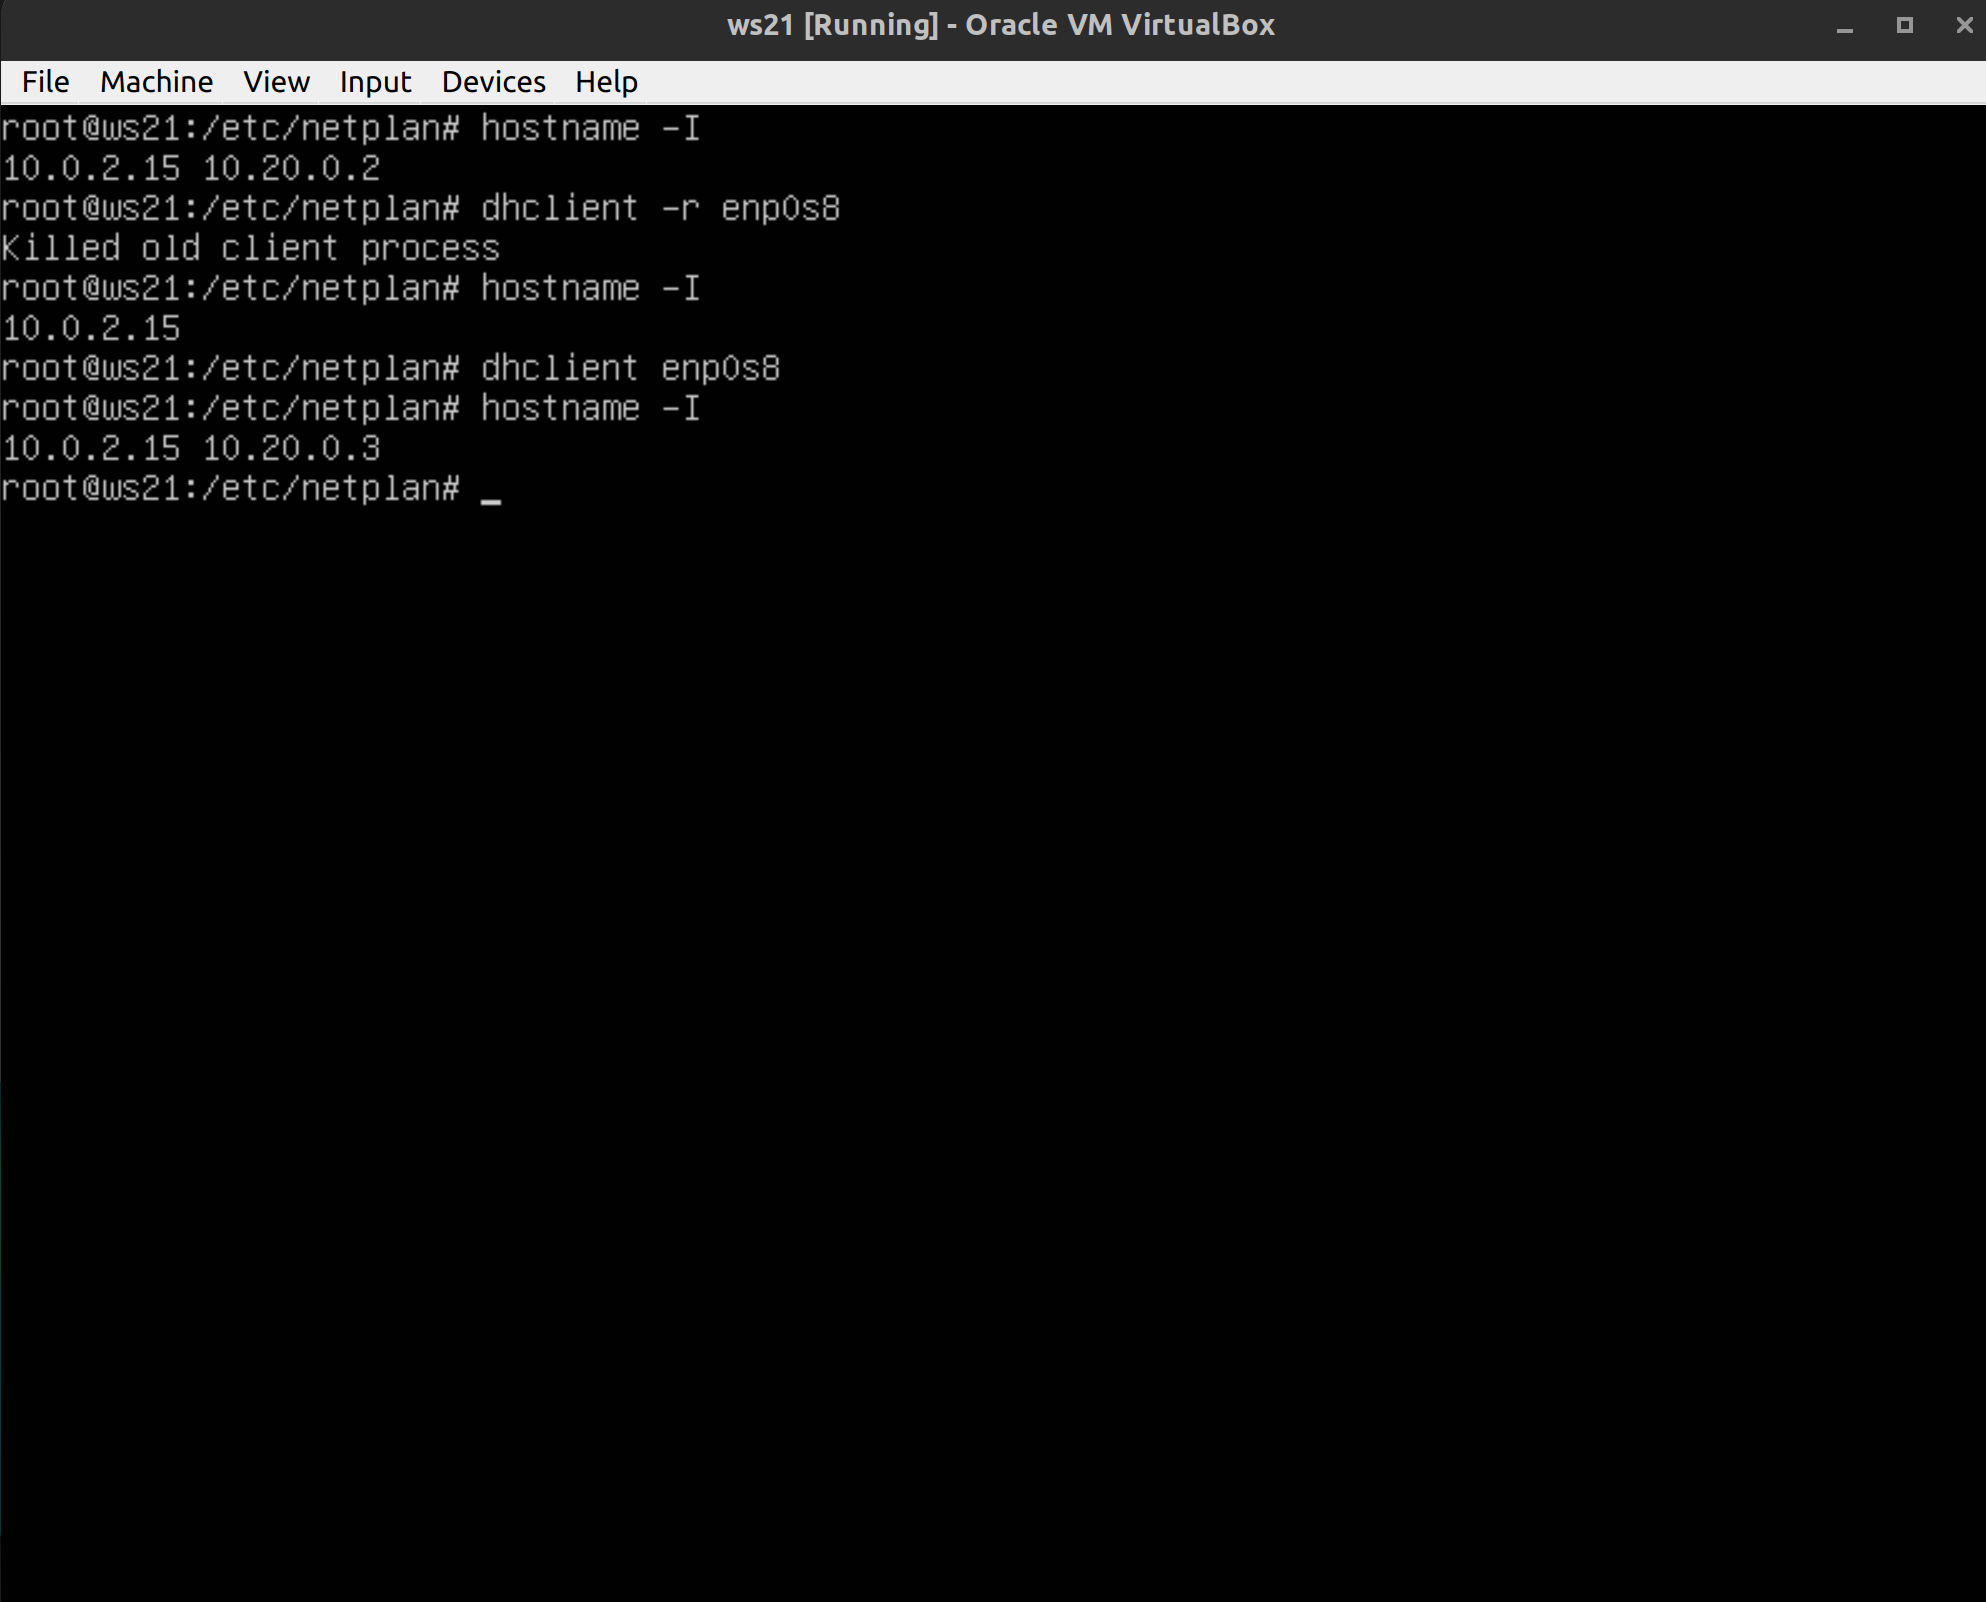 ws21 [Running] - Oracle VM VirtualBox
File Machine View Input Devices Help
root@ws21:/etc/netplan# hostname -I
10.0.2.15 10.20.0.2
root@ws21:/etc/netplan# dhclient -r enp0s8
Killed old client process
root@ws21:/etc/netplan# hostname -I
10.0.2.15
root@ws21:/etc/netplan# dhclient enp0s8
root@ws21:/etc/netplan# hostname -I
10.0.2.15 10.20.0.3
root@ws21:/etc/netplan# _